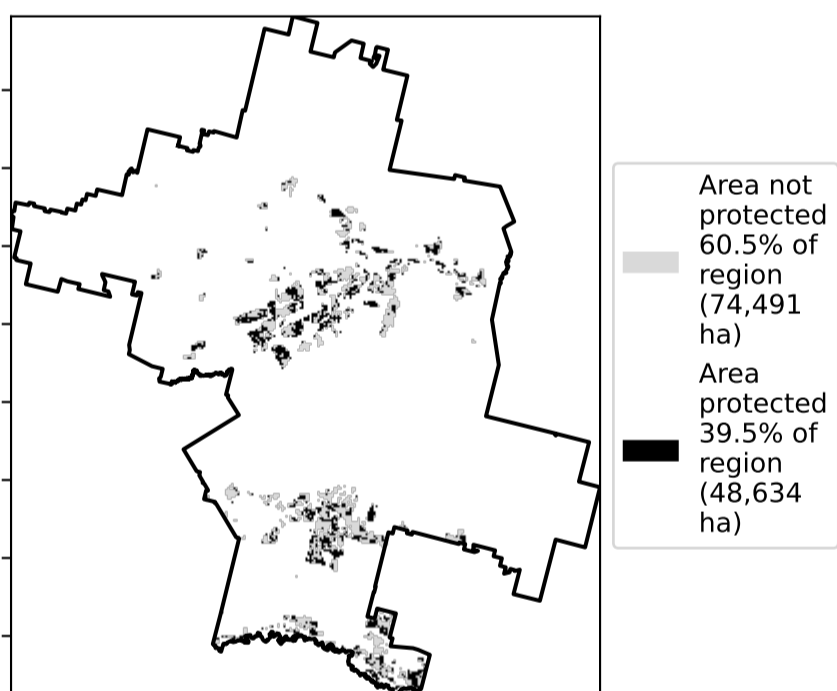 Area not
protected
60.5% of
region
(74,491
ha)
Area
protected
39.5% of
region
(48,634
ha)